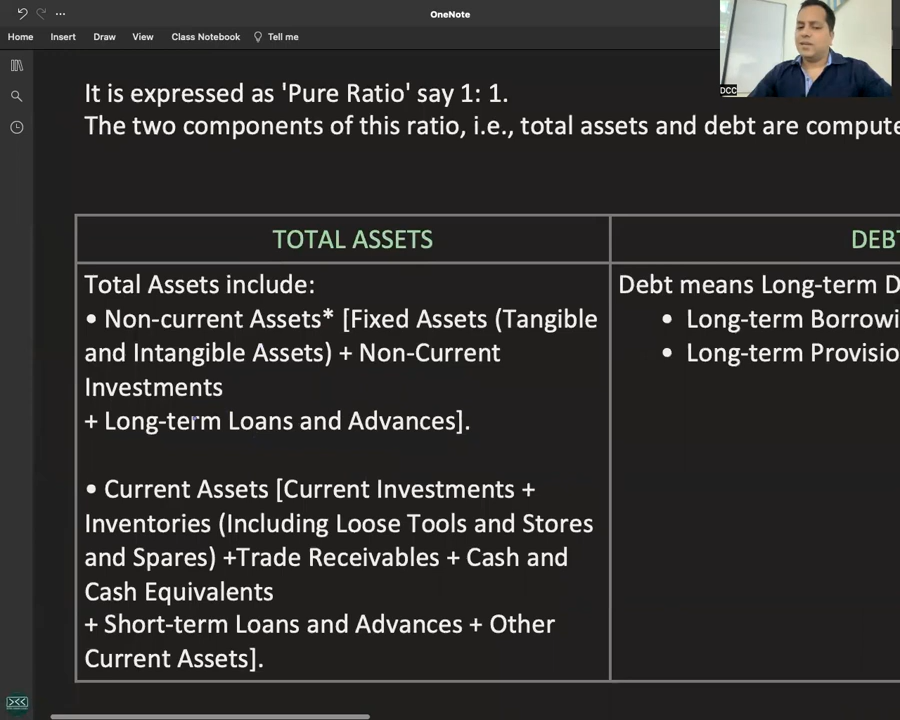 OneNote
Home Insert Draw View Class Notebook Tell me
DCC
It is expressed as 'Pure Ratio' say 1: 1.
The two components of this ratio, i.e., total assets and debt are compute
TOTAL ASSETS
Total Assets include:
• Non-current Assets* [Fixed Assets (Tangible
and Intangible Assets) + Non-Current
Investments
+ Long-term Loans and Advances].
• Current Assets [Current Investments +
Inventories (Including Loose Tools and Stores
and Spares) +Trade Receivables + Cash and
Cash Equivalents
+ Short-term Loans and Advances + Other
Current Assets].
DEBT
Debt means Long-term D
• Long-term Borrowi
• Long-term Provisio